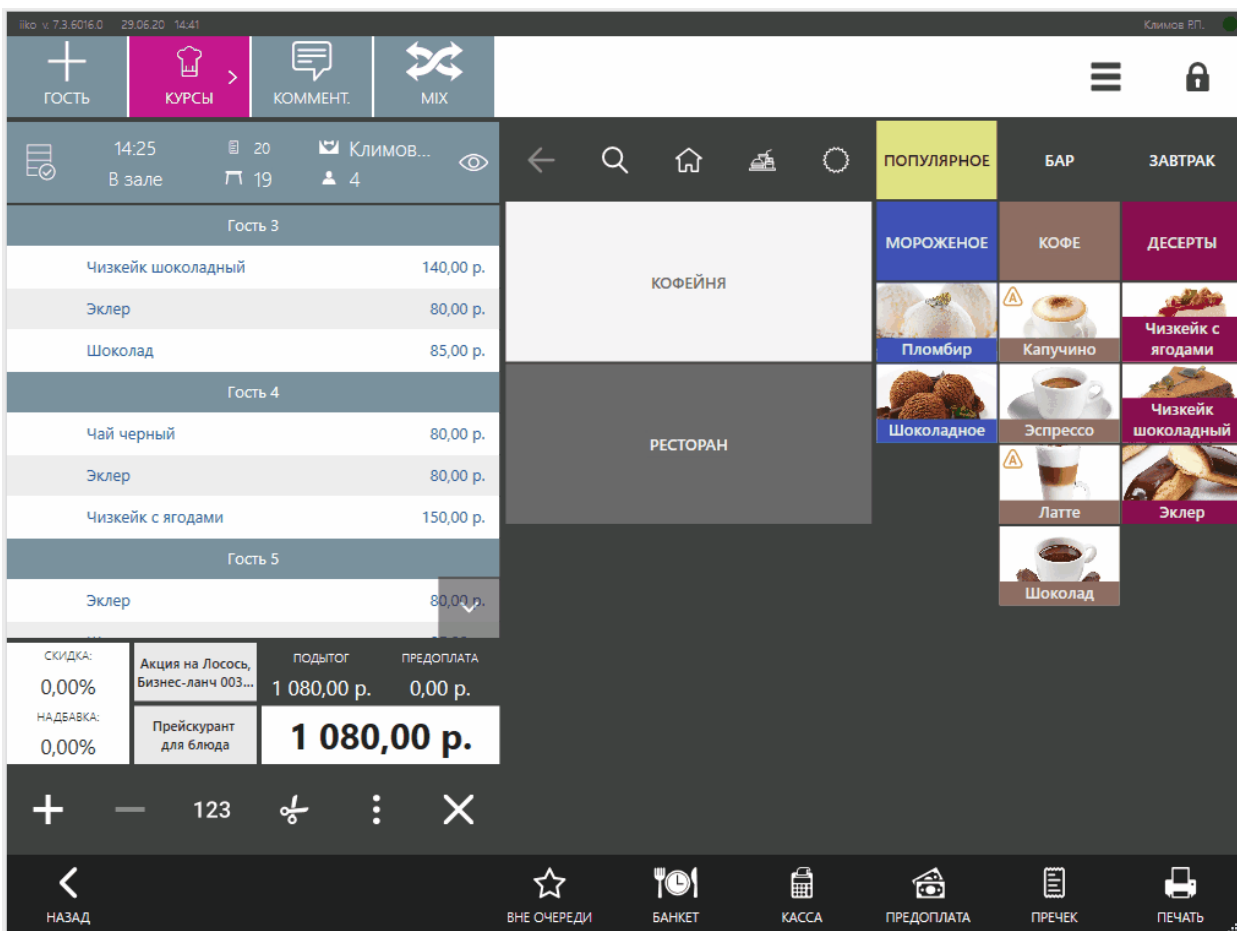 iiko v. 7.3.6016.0 29.06.20 14:41 Климов Р.П.
ГОСТЬ КУРСЫ КОММЕНТ. MIX
14:25 20 Климов...
В зале 19 4
ПОПУЛЯРНОЕ БАР ЗАВТРАК
Гость 3
Чизкейк шоколадный 140,00 р.
Эклер 80,00 р.
Шоколад 85,00 р.
Гость 4
Чай черный 80,00 р.
Эклер 80,00 р.
Чизкейк с ягодами 150,00 р.
Гость 5
Эклер 80,00 р.
СКИДКА:
0,00%
НАДБАВКА:
0,00%
Акция на Лосось,
Бизнес-ланч 003...
Прейскурант
для блюда
ПОДЫТОГ ПРЕДОПЛАТА
1 080,00 р. 0,00 р.
1 080,00 р.
123
КОФЕЙНЯ
РЕСТОРАН
МОРОЖЕНОЕ КОФЕ ДЕСЕРТЫ
Пломбир
A
Капучино
Чизкейк с
ягодами
Шоколадное
Эспрессо
Чизкейк
шоколадный
A
Латте
Эклер
Шоколад
НАЗАД ВНЕ ОЧЕРЕДИ БАНКЕТ КАССА ПРЕДОПЛАТА ПРЕЧЕК ПЕЧАТЬ